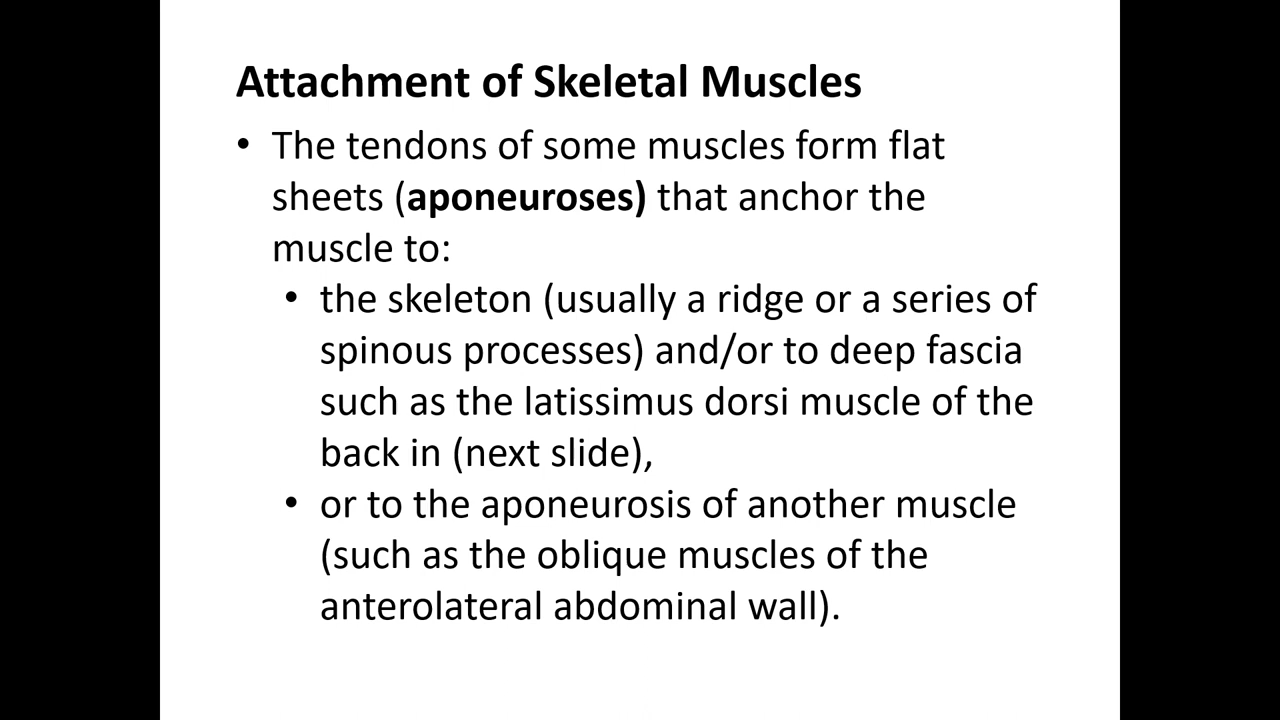 Attachment of Skeletal Muscles
• The tendons of some muscles form flat
sheets (aponeuroses) that anchor the
muscle to:
• the skeleton (usually a ridge or a series of
spinous processes) and/or to deep fascia
such as the latissimus dorsi muscle of the
back in (next slide),
• or to the aponeurosis of another muscle
(such as the oblique muscles of the
anterolateral abdominal wall).